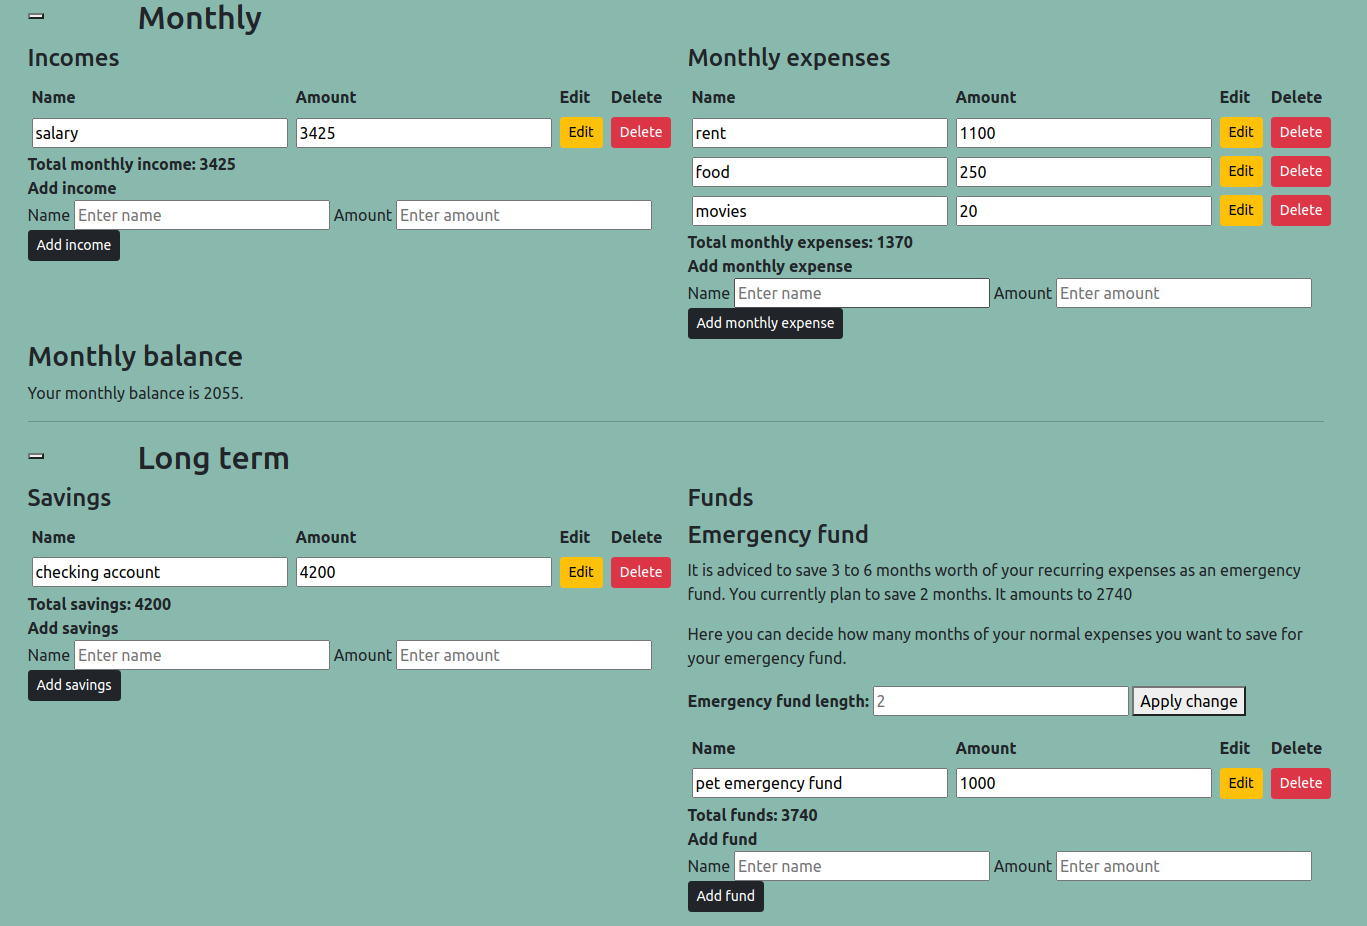 Monthly
Incomes
Name Amount Edit Delete
salary 3425 Edit Delete
Total monthly income: 3425
Add income
Name Enter name Amount Enter amount
Add income
Monthly expenses
Name Amount Edit Delete
rent 1100 Edit Delete
food 250 Edit Delete
movies 20 Edit Delete
Total monthly expenses: 1370
Add monthly expense
Name Enter name Amount Enter amount
Add monthly expense
Monthly balance
Your monthly balance is 2055.
Long term
Savings
Name Amount Edit Delete
checking account 4200 Edit Delete
Total savings: 4200
Add savings
Name Enter name Amount Enter amount
Add savings
Funds
Emergency fund
It is adviced to save 3 to 6 months worth of your recurring expenses as an emergency
fund. You currently plan to save 2 months. It amounts to 2740
Here you can decide how many months of your normal expenses you want to save for
your emergency fund.
Emergency fund length: 2 Apply change
Name Amount Edit Delete
pet emergency fund 1000 Edit Delete
Total funds: 3740
Add fund
Name Enter name Amount Enter amount
Add fund